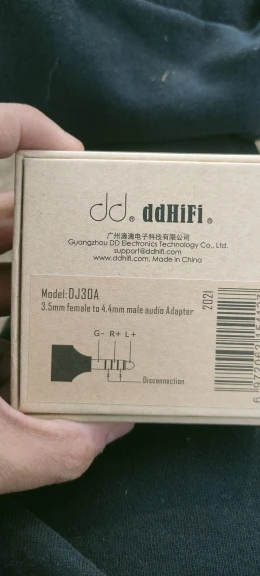 dd® ddHiFi®
广州滴滴电子科技有限公司
Guangzhou DD Electronics Technology Co., Ltd.
support@ddhifi.com
www.ddhifi.com, Made in China
Model: DJ30A
3.5mm female to 4.4mm male audio Adapter
2021
G- R+ L+
Disconnection